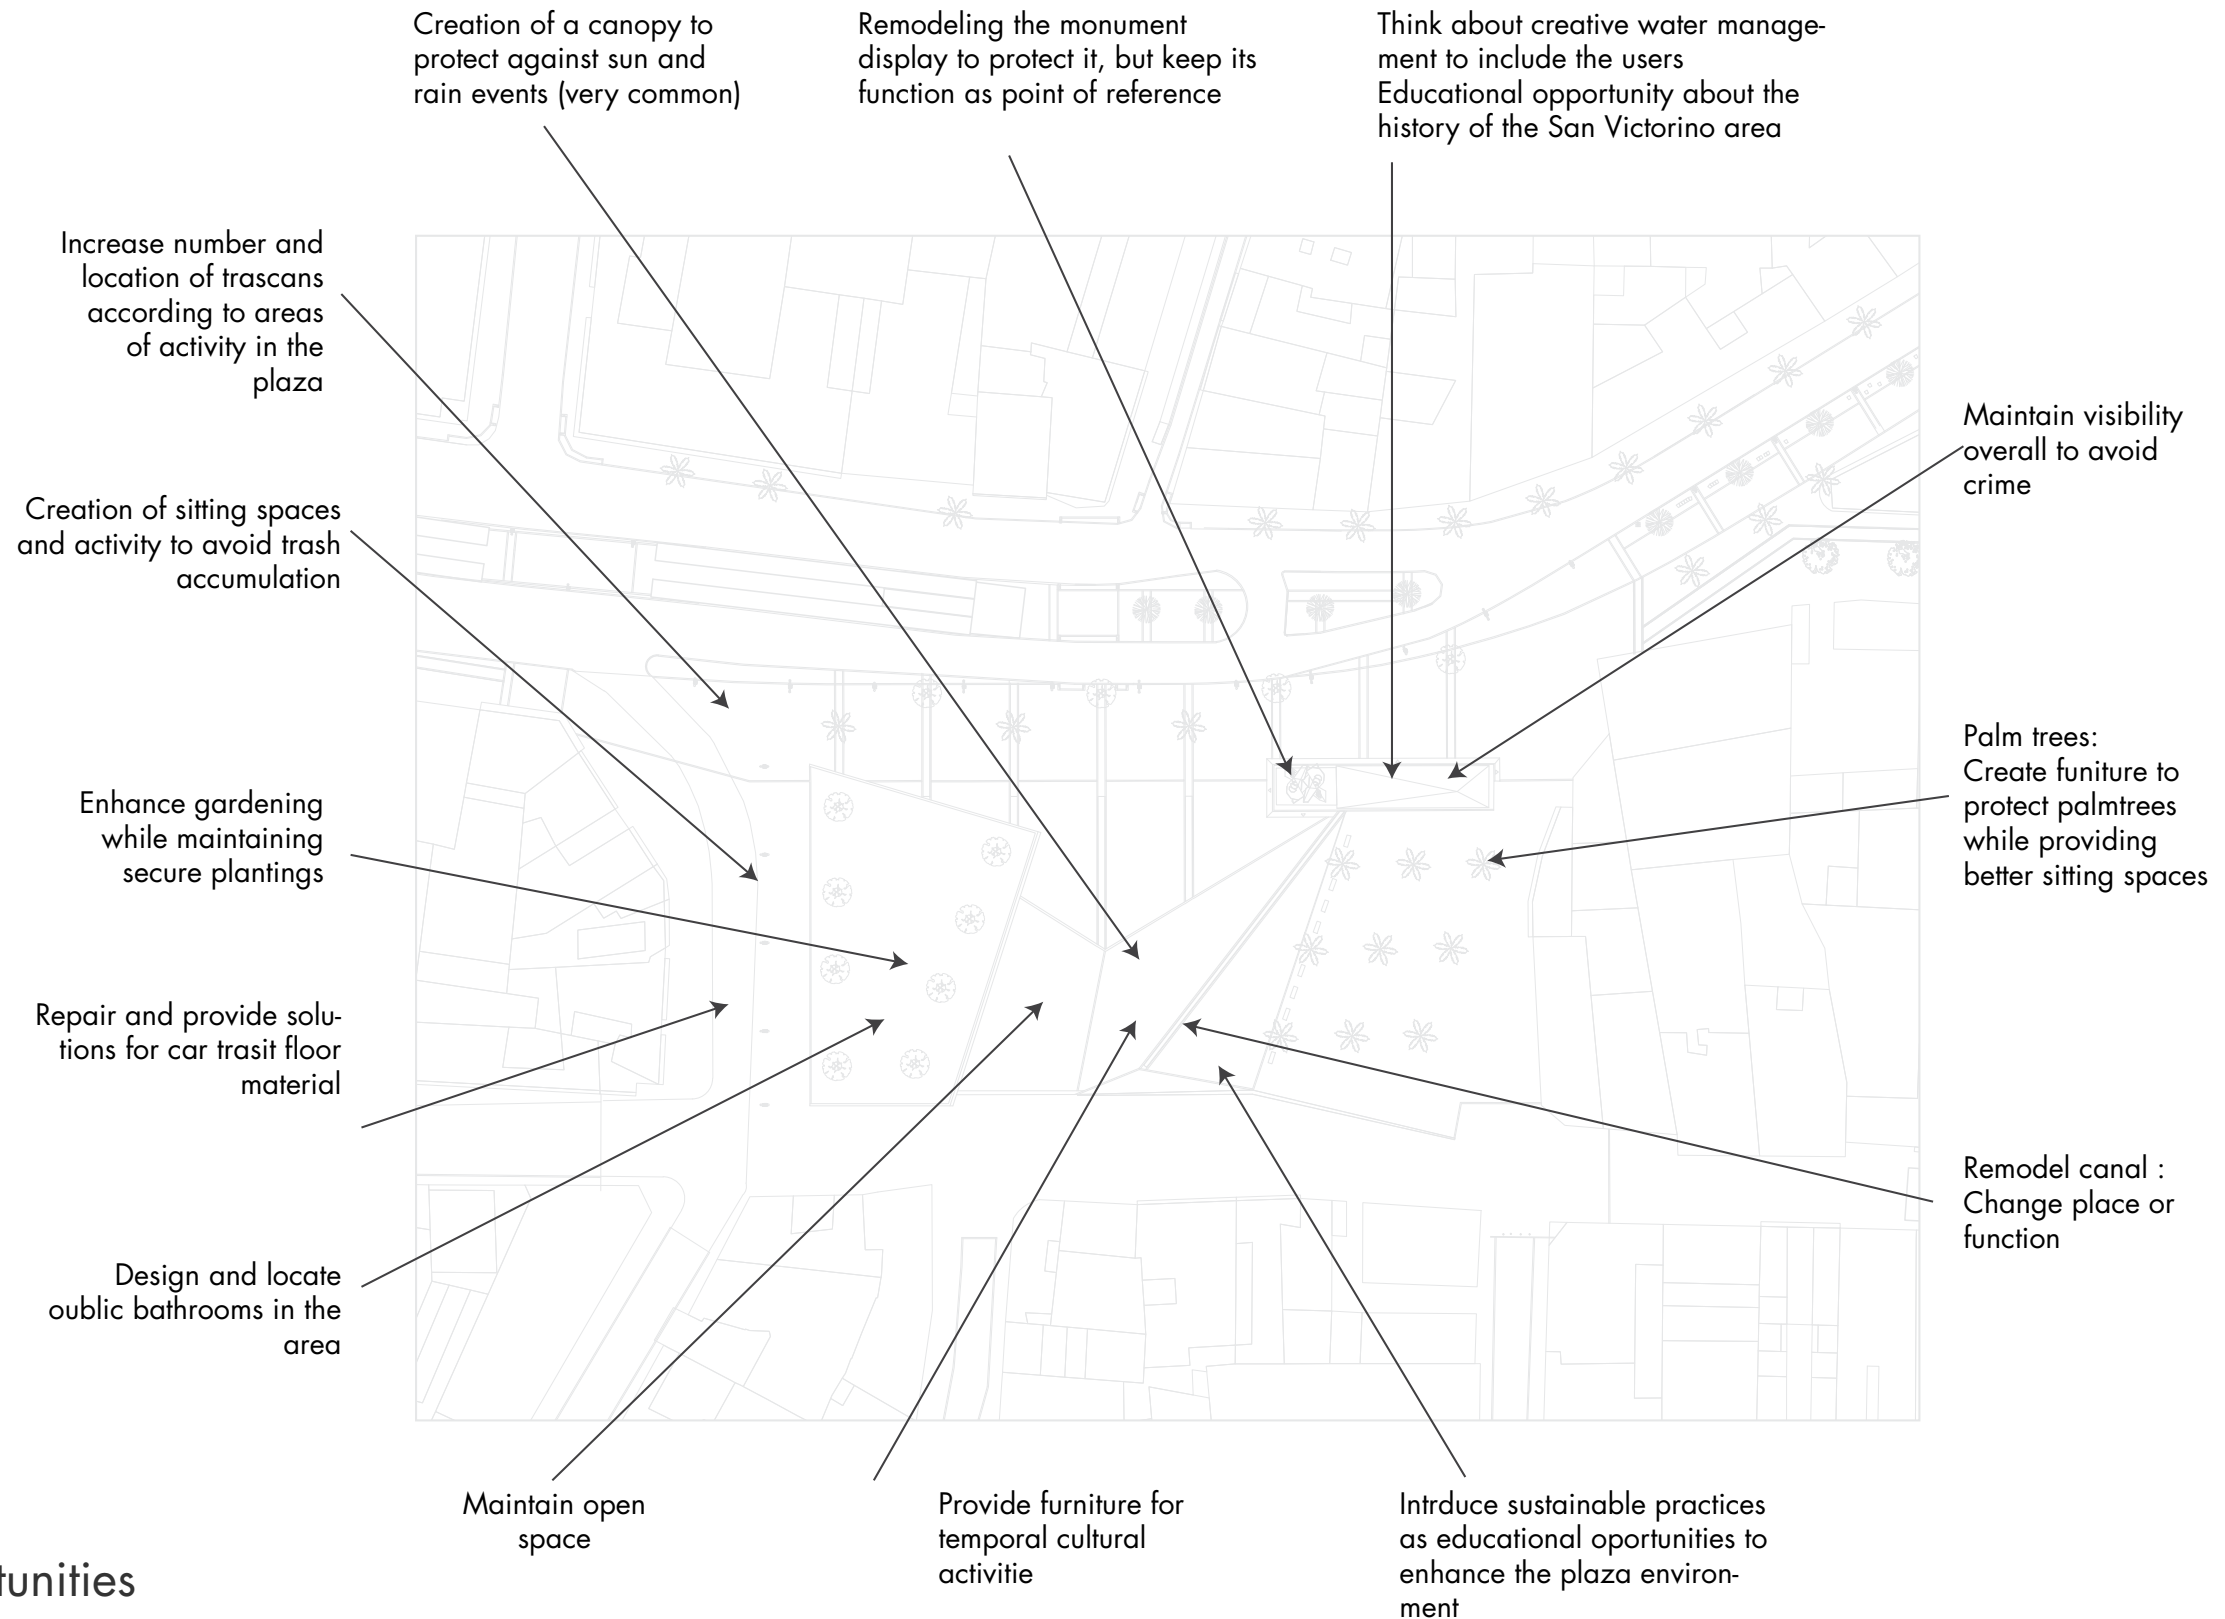 Creation of a canopy to
protect against sun and
rain events (very common)
Remodeling the monument
display to protect it, but keep its
function as point of reference
Think about creative water manage-
ment to include the users
Educational opportunity about the
history of the San Victorino area
Increase number and
location of trascans
according to areas
of activity in the
plaza
Maintain visibility
overall to avoid
crime
Creation of sitting spaces
and activity to avoid trash
accumulation
Palm trees:
Create funiture to
protect palmtrees
while providing
better sitting spaces
Enhance gardening
while maintaining
secure plantings
Repair and provide solu-
tions for car trasit floor
material
Remodel canal :
Change place or
function
Design and locate
oublic bathrooms in the
area
Maintain open
space
Provide furniture for
temporal cultural
activitie
Intrduce sustainable practices
as educational oportunities to
enhance the plaza environ-
ment
tunities